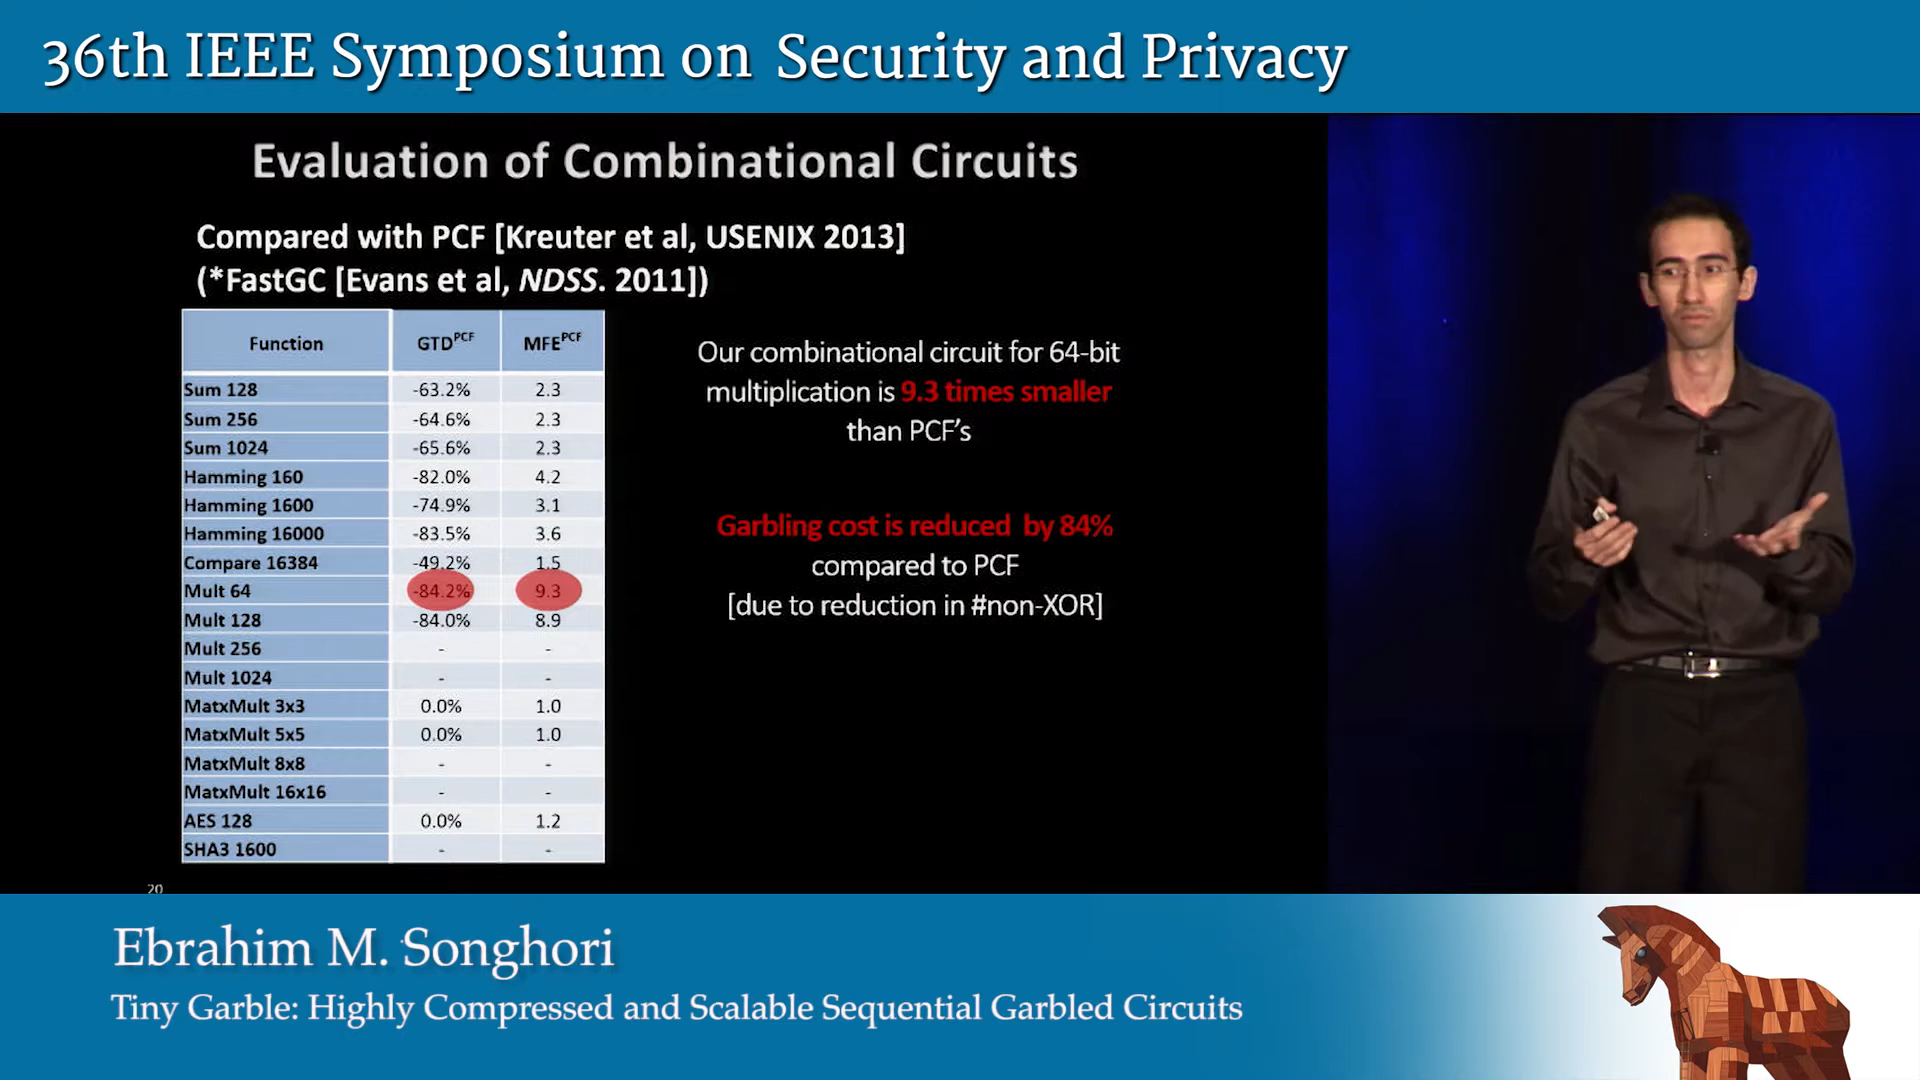 36th IEEE Symposium on Security and Privacy
Evaluation of Combinational Circuits
Compared with PCF [Kreuter et al, USENIX 2013]
(*FastGC [Evans et al, NDSS. 2011])
Function GTD^PCF MFE^PCF
Sum 128 -63.2% 2.3
Sum 256 -64.6% 2.3
Sum 1024 -65.6% 2.3
Hamming 160 -82.0% 4.2
Hamming 1600 -74.9% 3.1
Hamming 16000 -83.5% 3.6
Compare 16384 -49.2% 1.5
Mult 64 -84.2% 9.3
Mult 128 -84.0% 8.9
Mult 256 - -
Mult 1024 - -
MatxMult 3x3 0.0% 1.0
MatxMult 5x5 0.0% 1.0
MatxMult 8x8 - -
MatxMult 16x16 - -
AES 128 0.0% 1.2
SHA3 1600 - -
Our combinational circuit for 64-bit
multiplication is 9.3 times smaller
than PCF's
Garbling cost is reduced by 84%
compared to PCF
[due to reduction in #non-XOR]
20
Ebrahim M. Songhori
Tiny Garble: Highly Compressed and Scalable Sequential Garbled Circuits